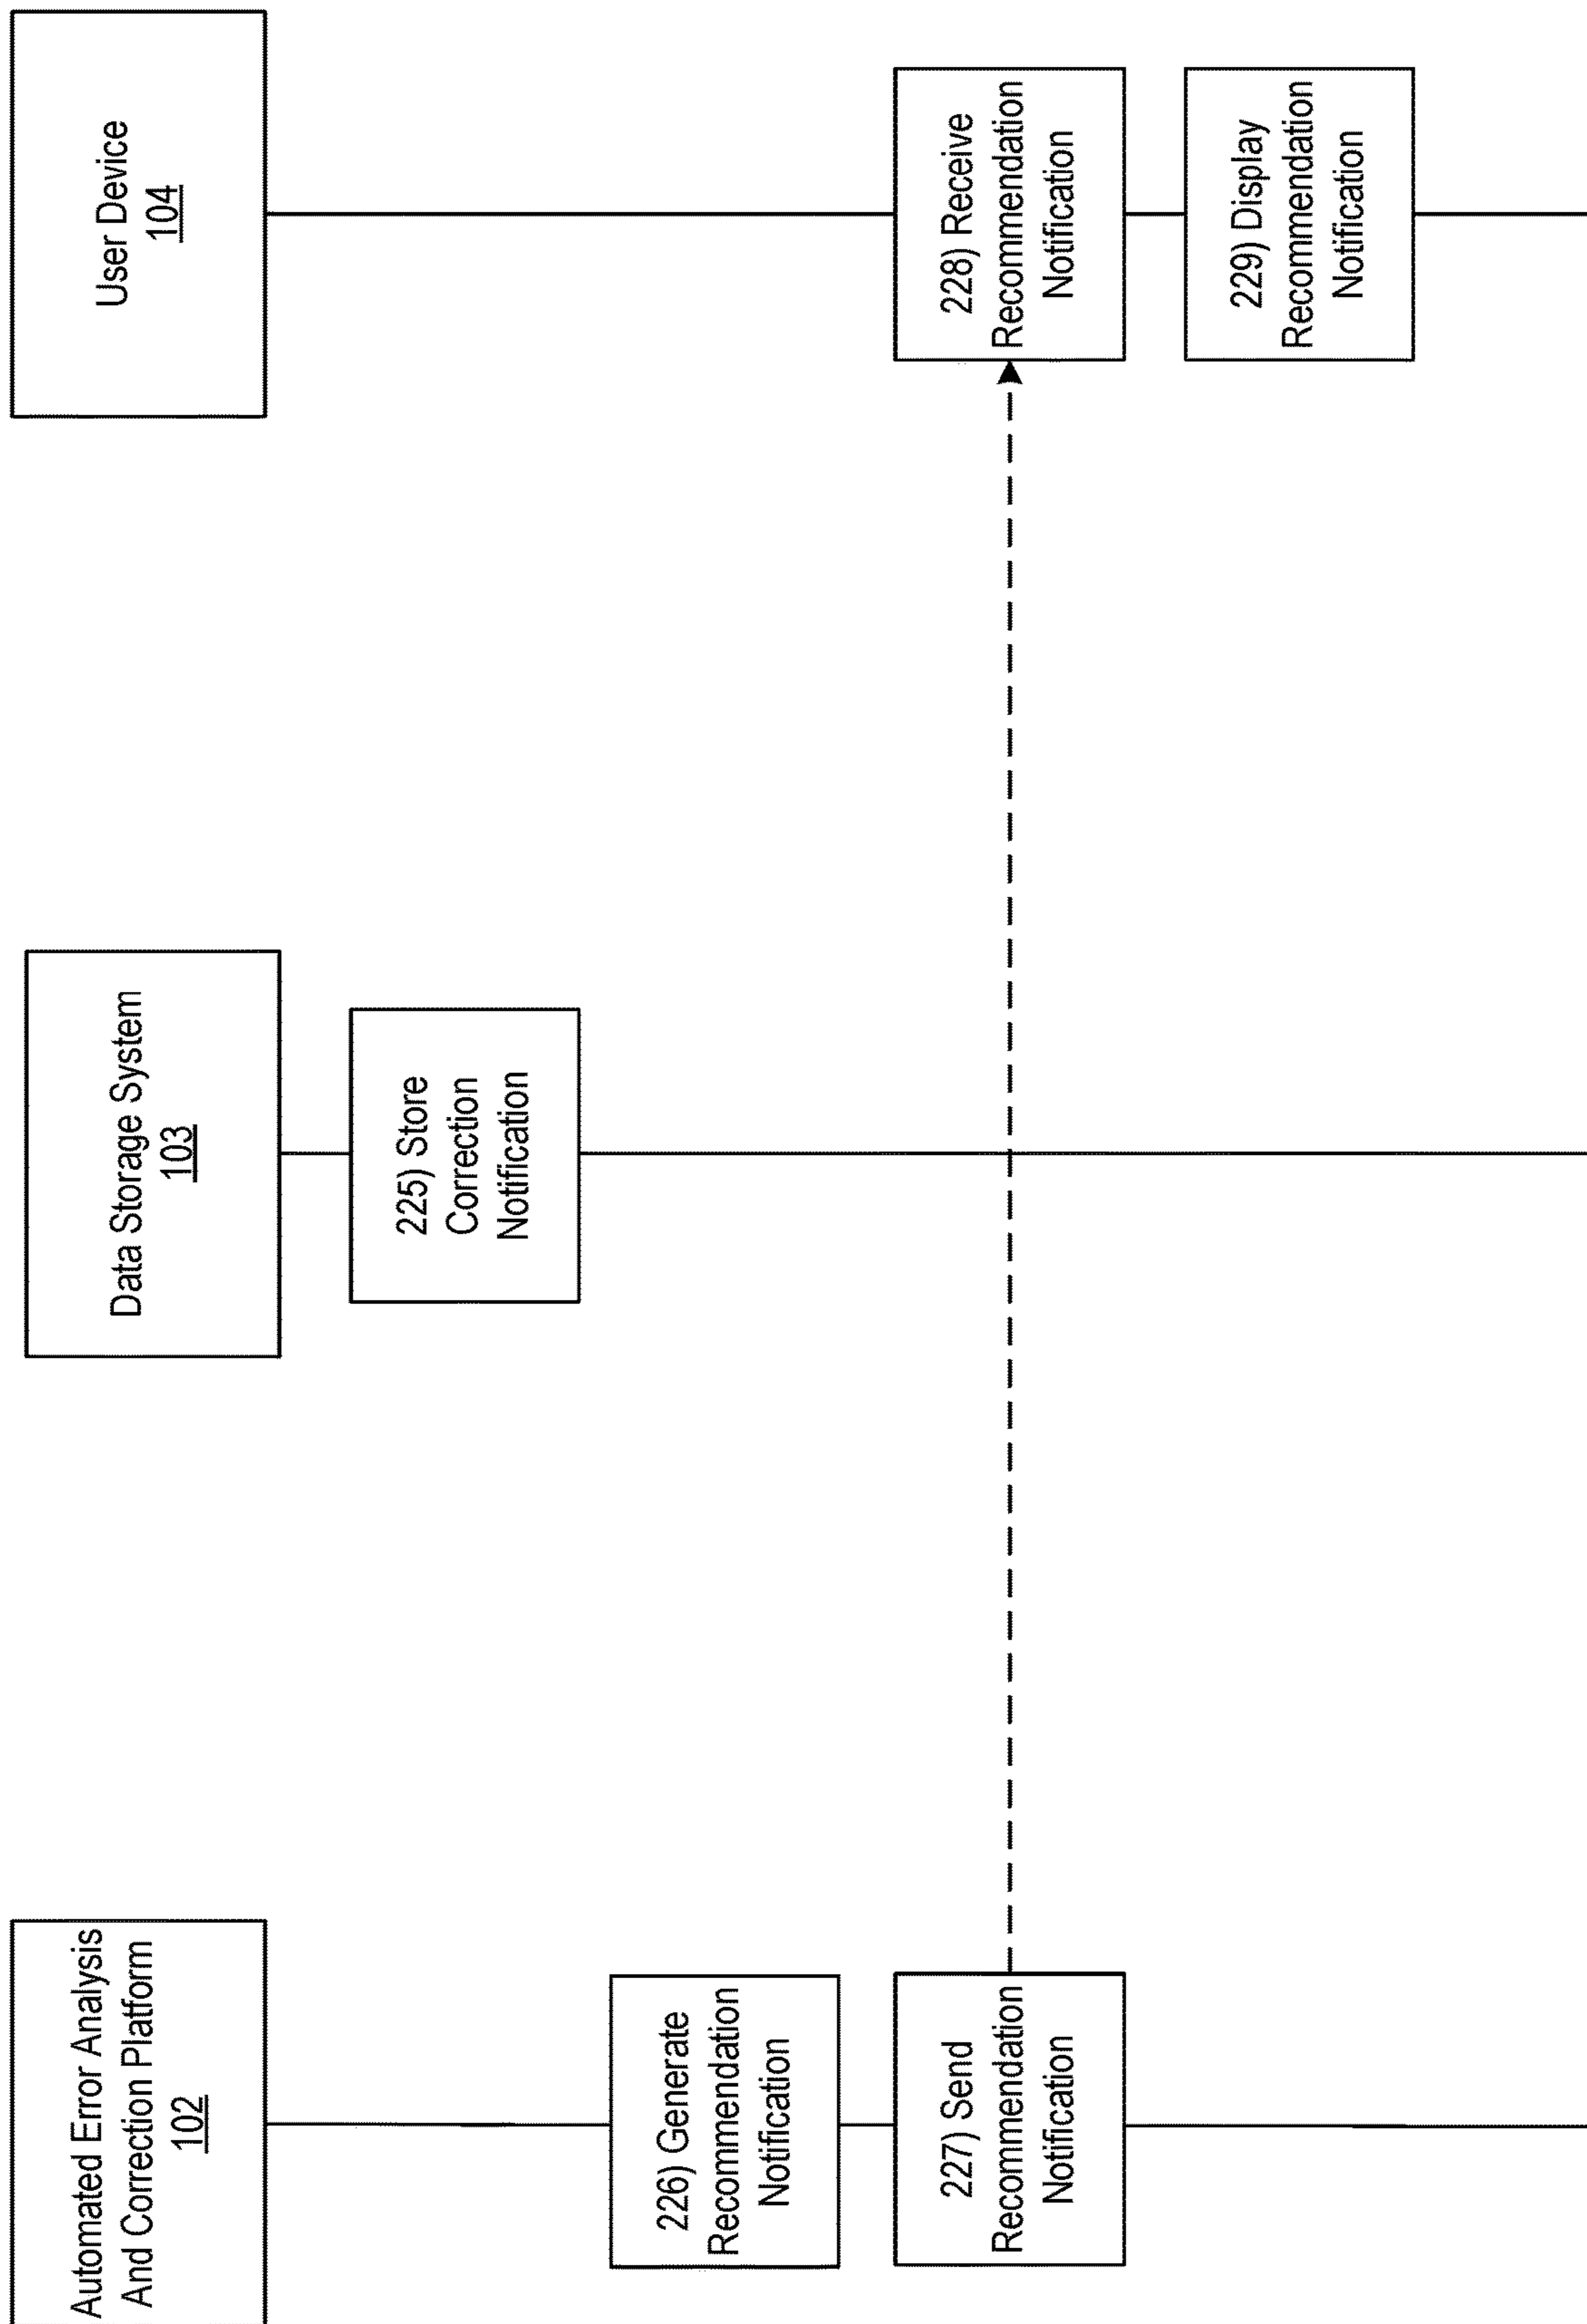 Automated Error Analysis
And Correction Platform
102
Data Storage System
103
User Device
104
225) Store
Correction
Notification
226) Generate
Recommendation
Notification
227) Send
Recommendation
Notification
228) Receive
Recommendation
Notification
229) Display
Recommendation
Notification